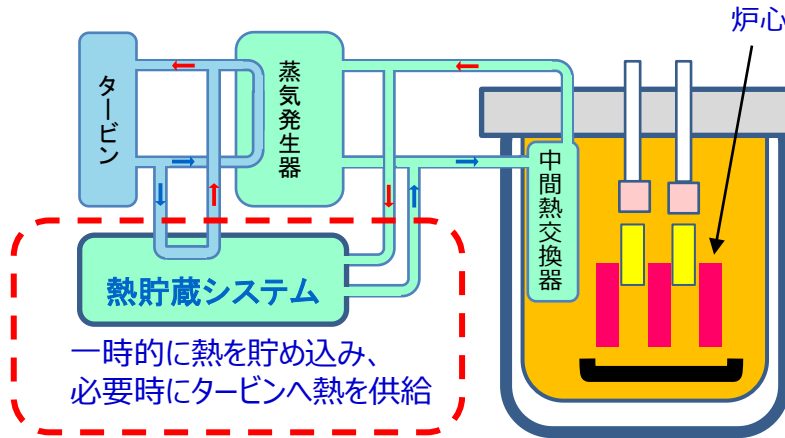 炉心
タービン
蒸気発生器
中間熱交換器
熱貯蔵システム
一時的に熱を貯め込み、
必要時にタービンへ熱を供給